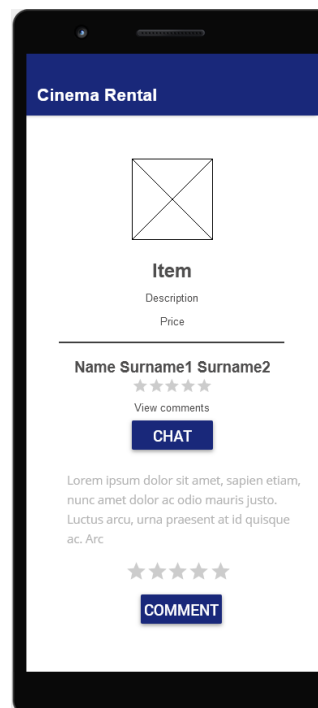 Cinema Rental
Item
Description
Price
Name Surname1 Surname2
View comments
CHAT
Lorem ipsum dolor sit amet, sapien etiam,
nunc amet dolor ac odio mauris justo.
Luctus arcu, urna praesent at id quisque
ac. Arc
COMMENT